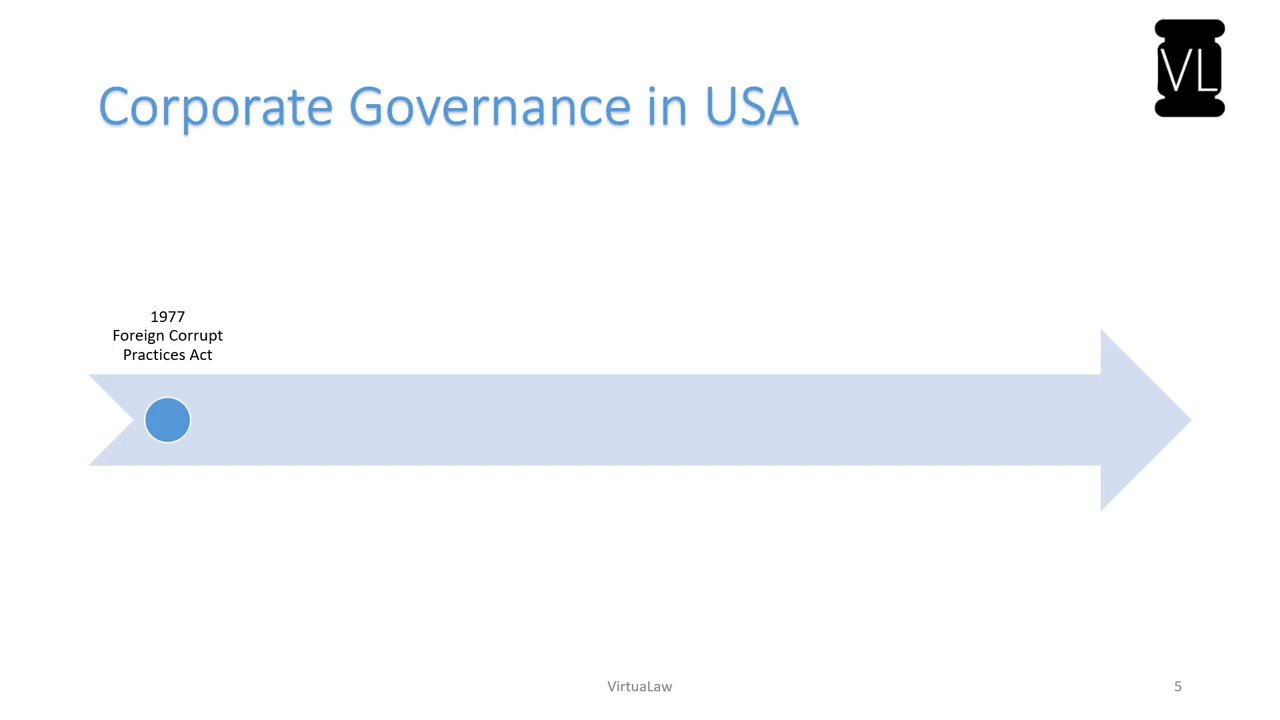 VL
Corporate Governance in USA
1977
Foreign Corrupt
Practices Act
VirtuaLaw
5